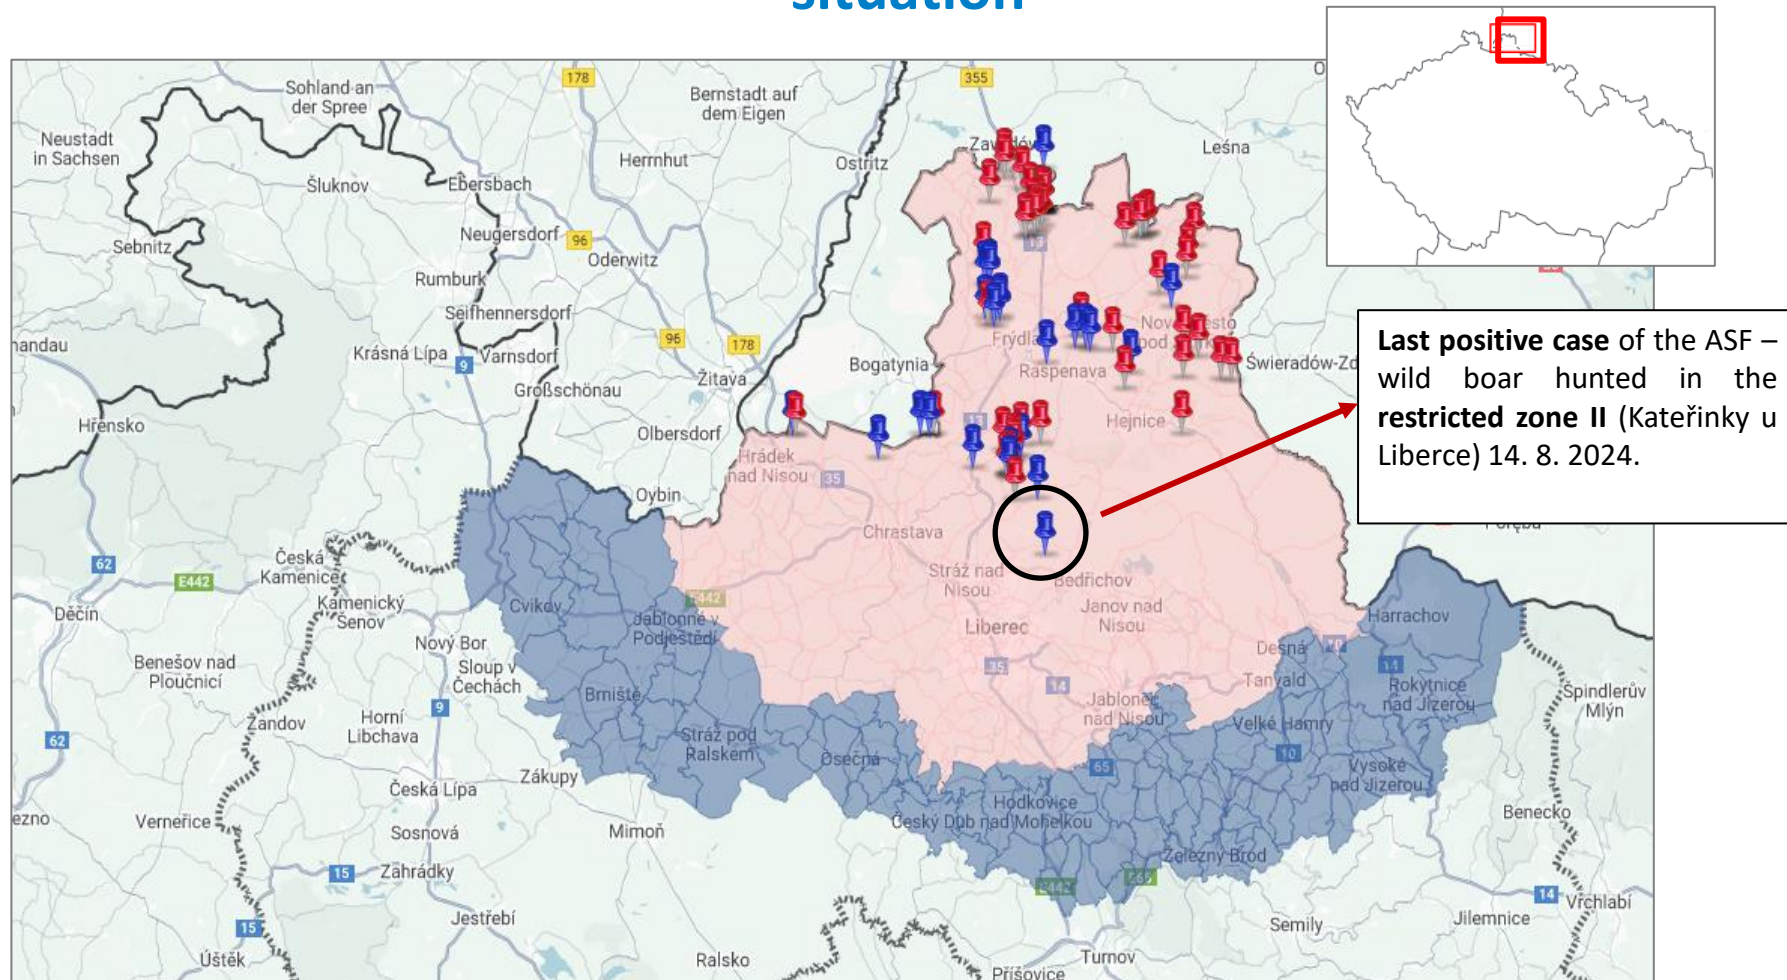 situation
178
355
Sohland an
der Spree
Bernstadt auf
dem Eigen
Neustadt
in Sachsen
Herrnhut
Ostritz
Leśna
Šluknov
Ebersbach
Neugersdorf
96
Oderwitz
Sebnitz
Rumburk
Seifhennersdorf
96
178
Krásná Lípa
9
Varnsdorf
Bogatynia
Raspenava
Świeradów-Zd
Žitava
Großschönau
Hřensko
Olbersdorf
Hejnice
13
Hrádek
nad Nisou
35
Oybin
Chrastava
Last positive case of the ASF –
wild boar hunted in the
restricted zone II (Kateřinky u
Liberce) 14. 8. 2024.
62
E442
Česká
Kamenice
Stráž nad
Nisou
Bedřichov
Děčín
Kamenický
Šenov
Cvikov
E442
Jablonné v
Podještědí
Janov nad
Nisou
Harrachov
Nový Bor
Liberec
Desná
Benešov nad
Ploučnicí
Sloup v
Čechách
35
14
Tanvald
Rokytnice
nad Jizerou
Špindlerův
Mlýn
Brniště
Jablonec
nad Nisou
Žandov
Horní
Libchava
9
Velké Hamry
62
Stráž pod
Ralskem
Osečná
65
10
Vysoké
nad Jizerou
Česká Lípa
Zákupy
Hodkovice
nad Mohelkou
Český Dub
Benecko
Verneřice
Sosnová
Mimoň
Železný Brod
15
Zahrádky
E442
E65
14
Vrchlabí
15
Jestřebí
Semily
Jilemnice
Úštěk
Ralsko
Turnov
Příšovice